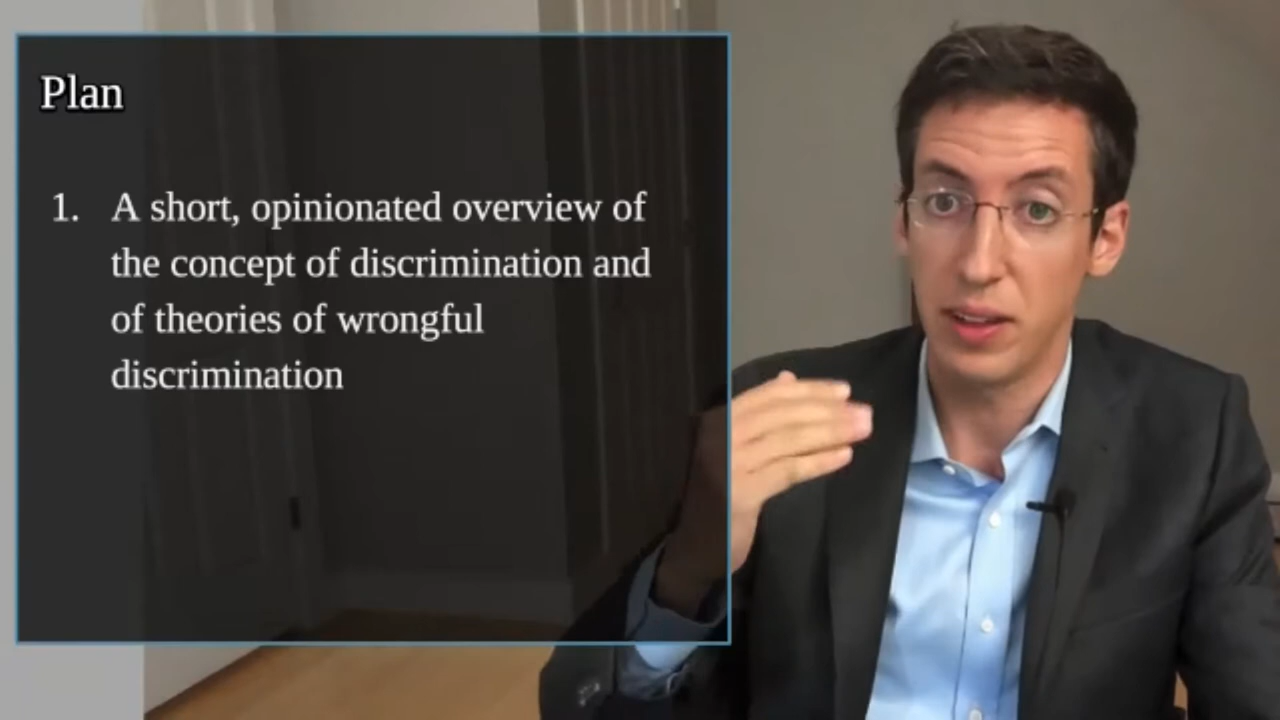 Plan
1. A short, opinionated overview of
the concept of discrimination and
of theories of wrongful
discrimination